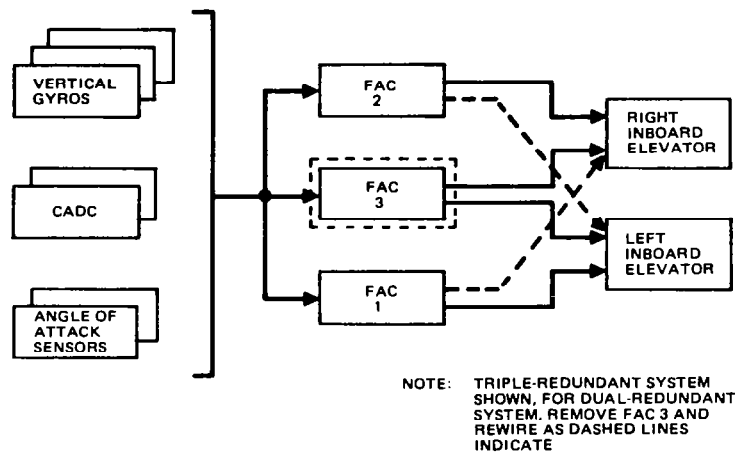 VERTICAL
GYROS
CADC
ANGLE OF
ATTACK
SENSORS
FAC
2
FAC
3
FAC
1
RIGHT
INBOARD
ELEVATOR
LEFT
INBOARD
ELEVATOR
NOTE: TRIPLE-REDUNDANT SYSTEM
SHOWN, FOR DUAL-REDUNDANT
SYSTEM. REMOVE FAC 3 AND
REWIRE AS DASHED LINES
INDICATE